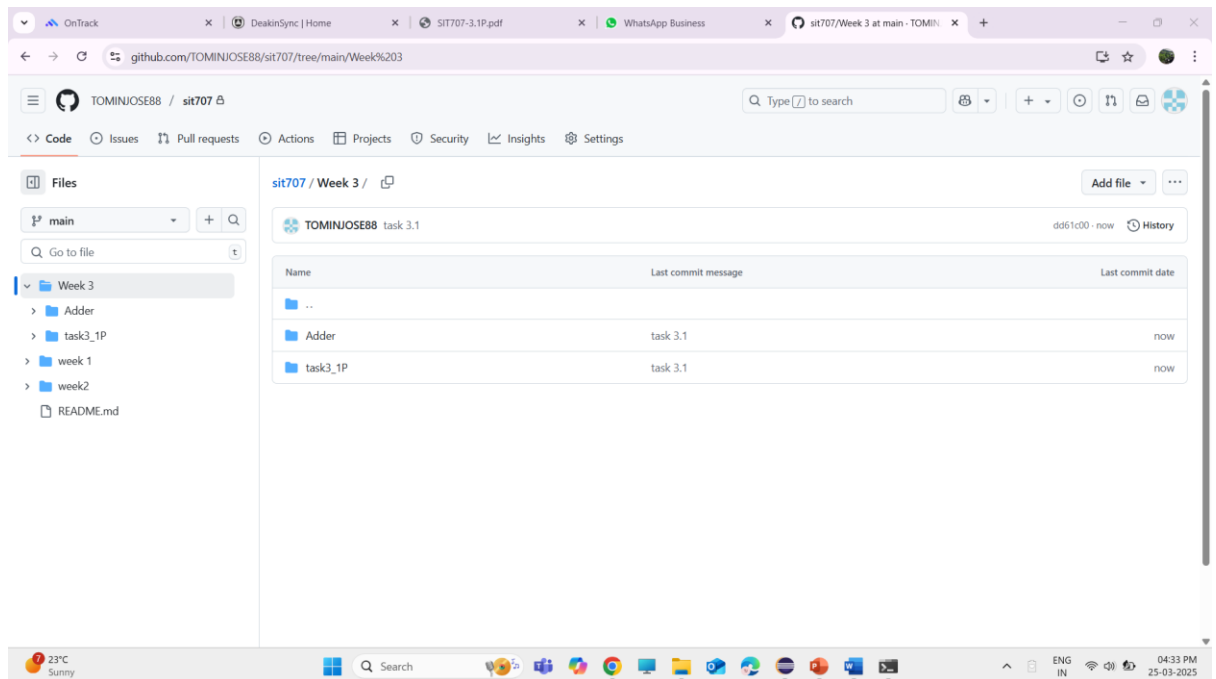 OnTrack
DeakinSync | Home
SIT707-3.1P.pdf
WhatsApp Business
sit707/Week 3 at main · TOMIN
github.com/TOMINJOSE88/sit707/tree/main/Week%203
TOMINJOSE88 / sit707
Type / to search
Code
Issues
Pull requests
Actions
Projects
Security
Insights
Settings
Files
main
Go to file
t
Week 3
Adder
task3_1P
week 1
week2
README.md
sit707 / Week 3 /
Add file
TOMINJOSE88 task 3.1
dd61c00 · now
History
Name Last commit message Last commit date
..
Adder task 3.1 now
task3_1P task 3.1 now
7
23°C
Sunny
Search
ENG
IN
04:33 PM
25-03-2025